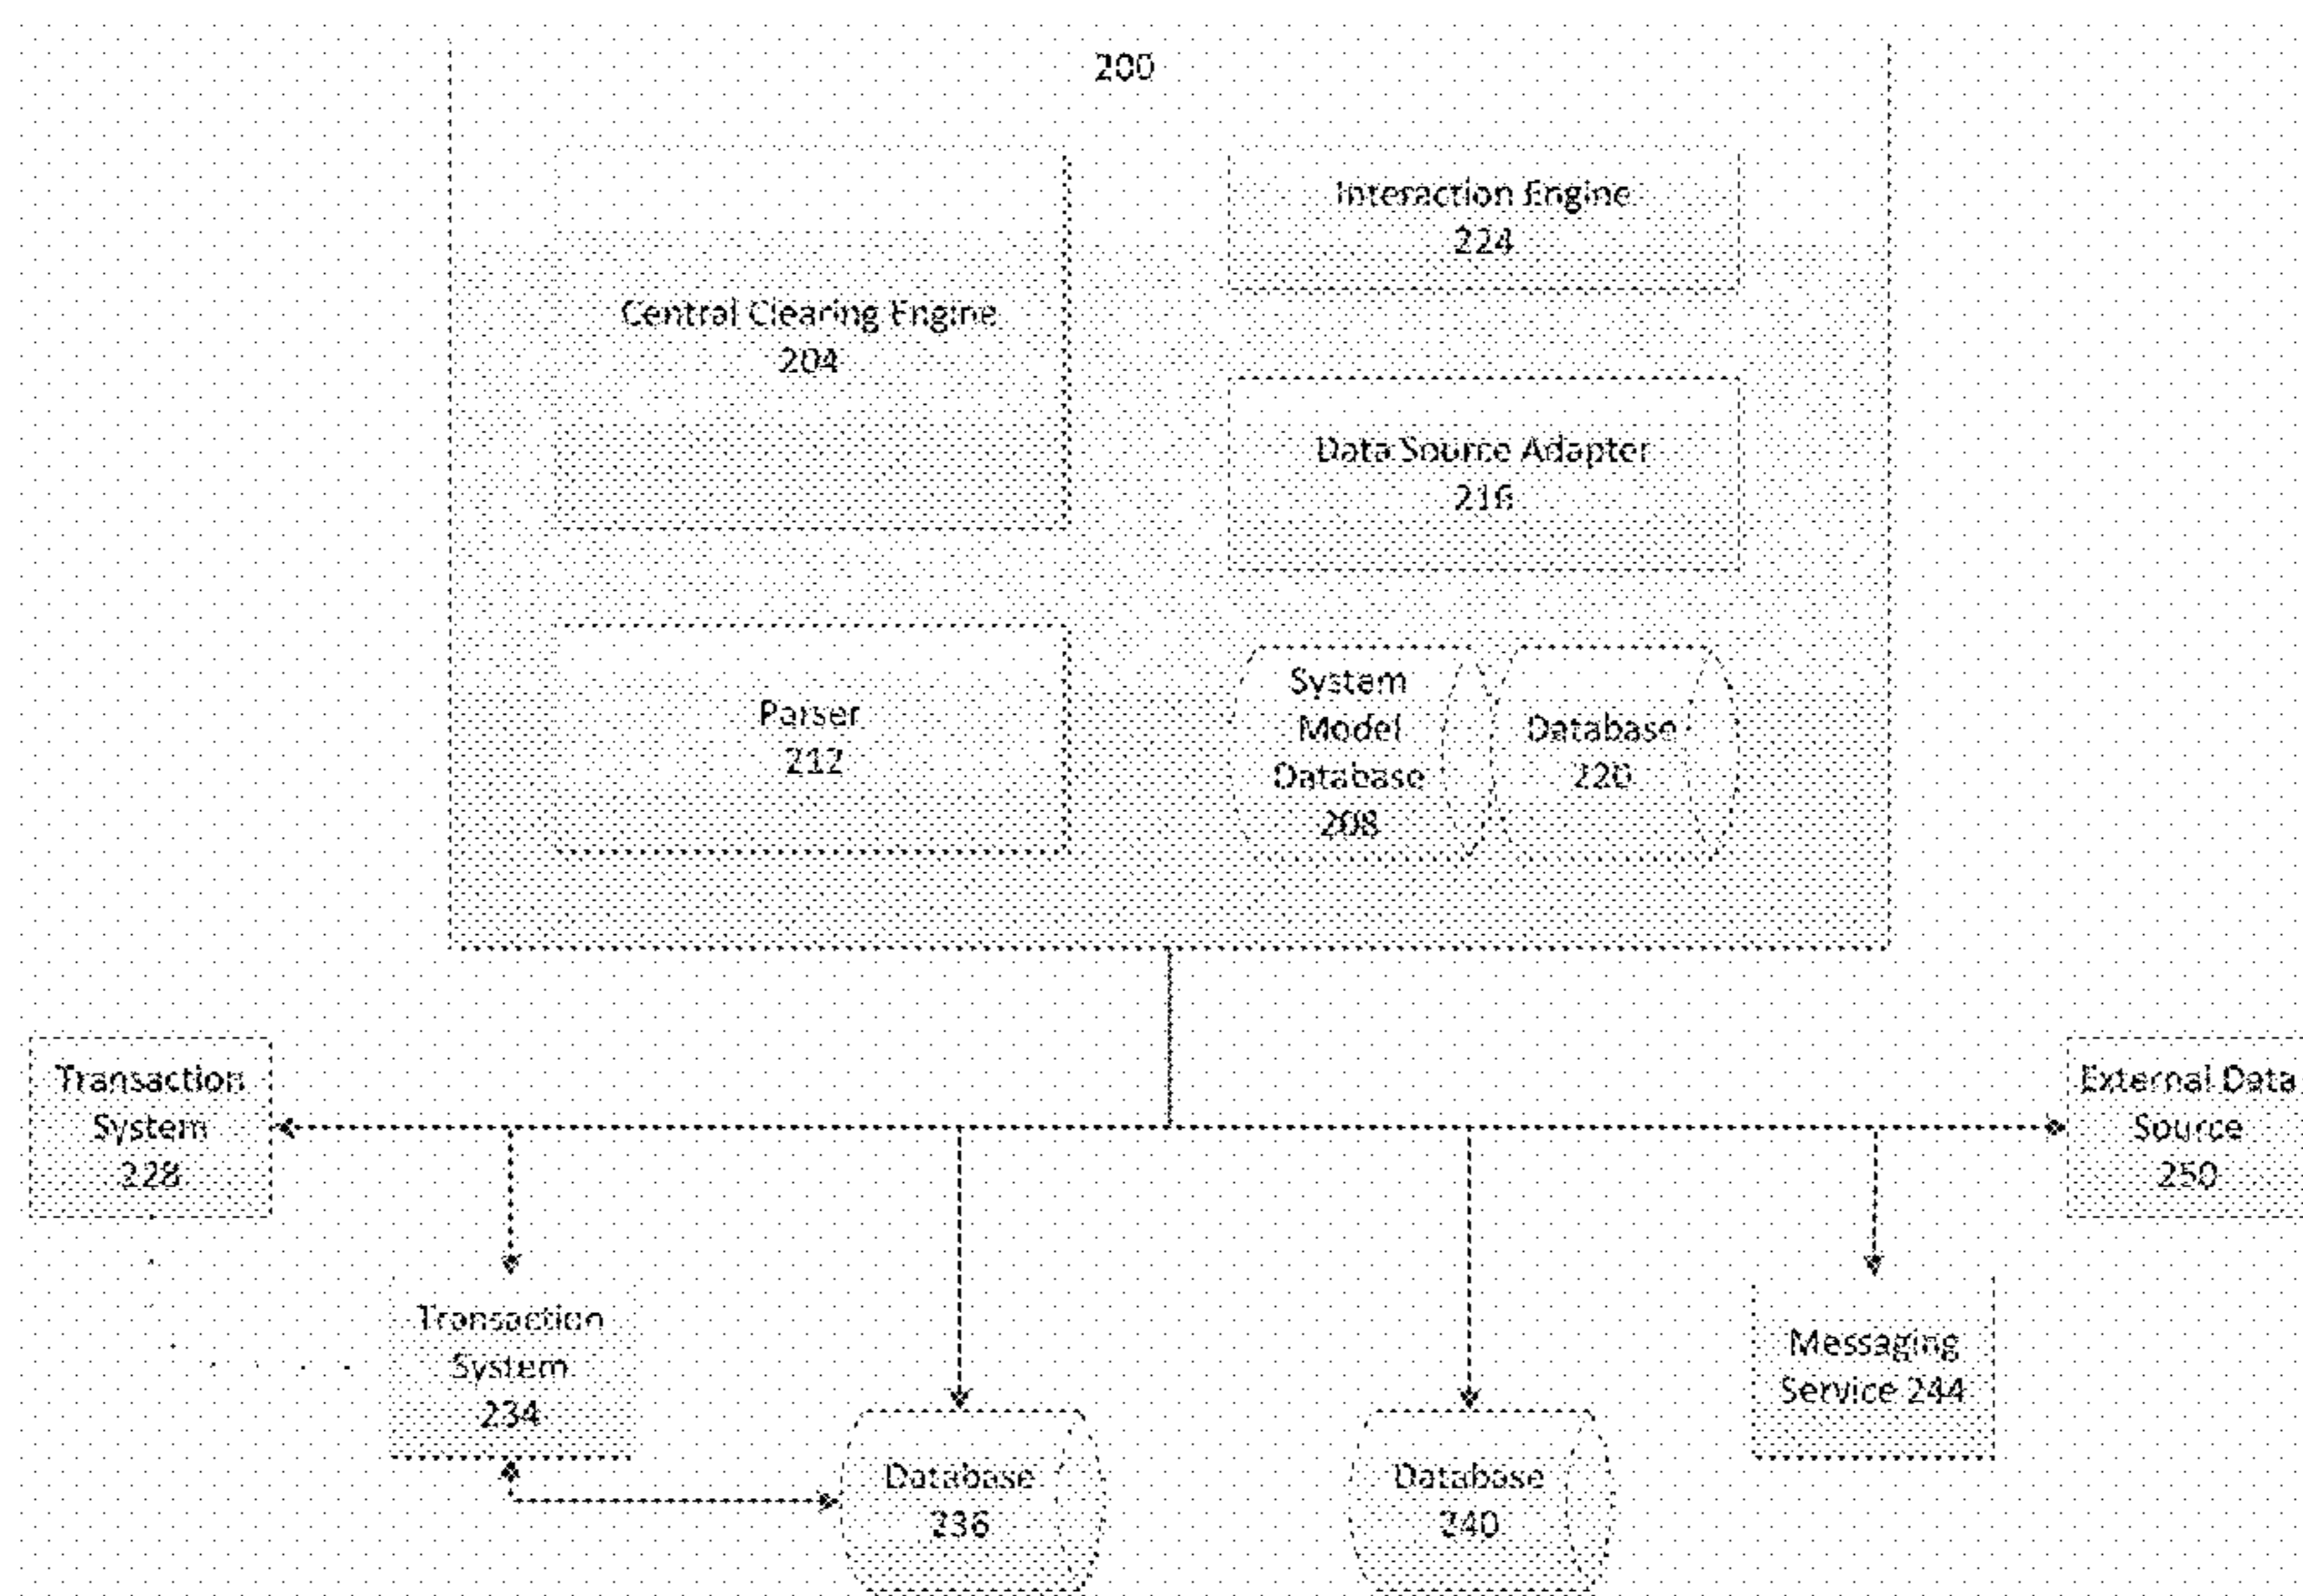 200
Interaction Engine
224
Central Clearing Engine
204
Data Source Adapter
216
Parser
212
System
Model
Database
208
Database
220
Transaction
System
228
External Data
Source
250
Transaction
System
234
Messaging
Service 244
Database
236
Database
240